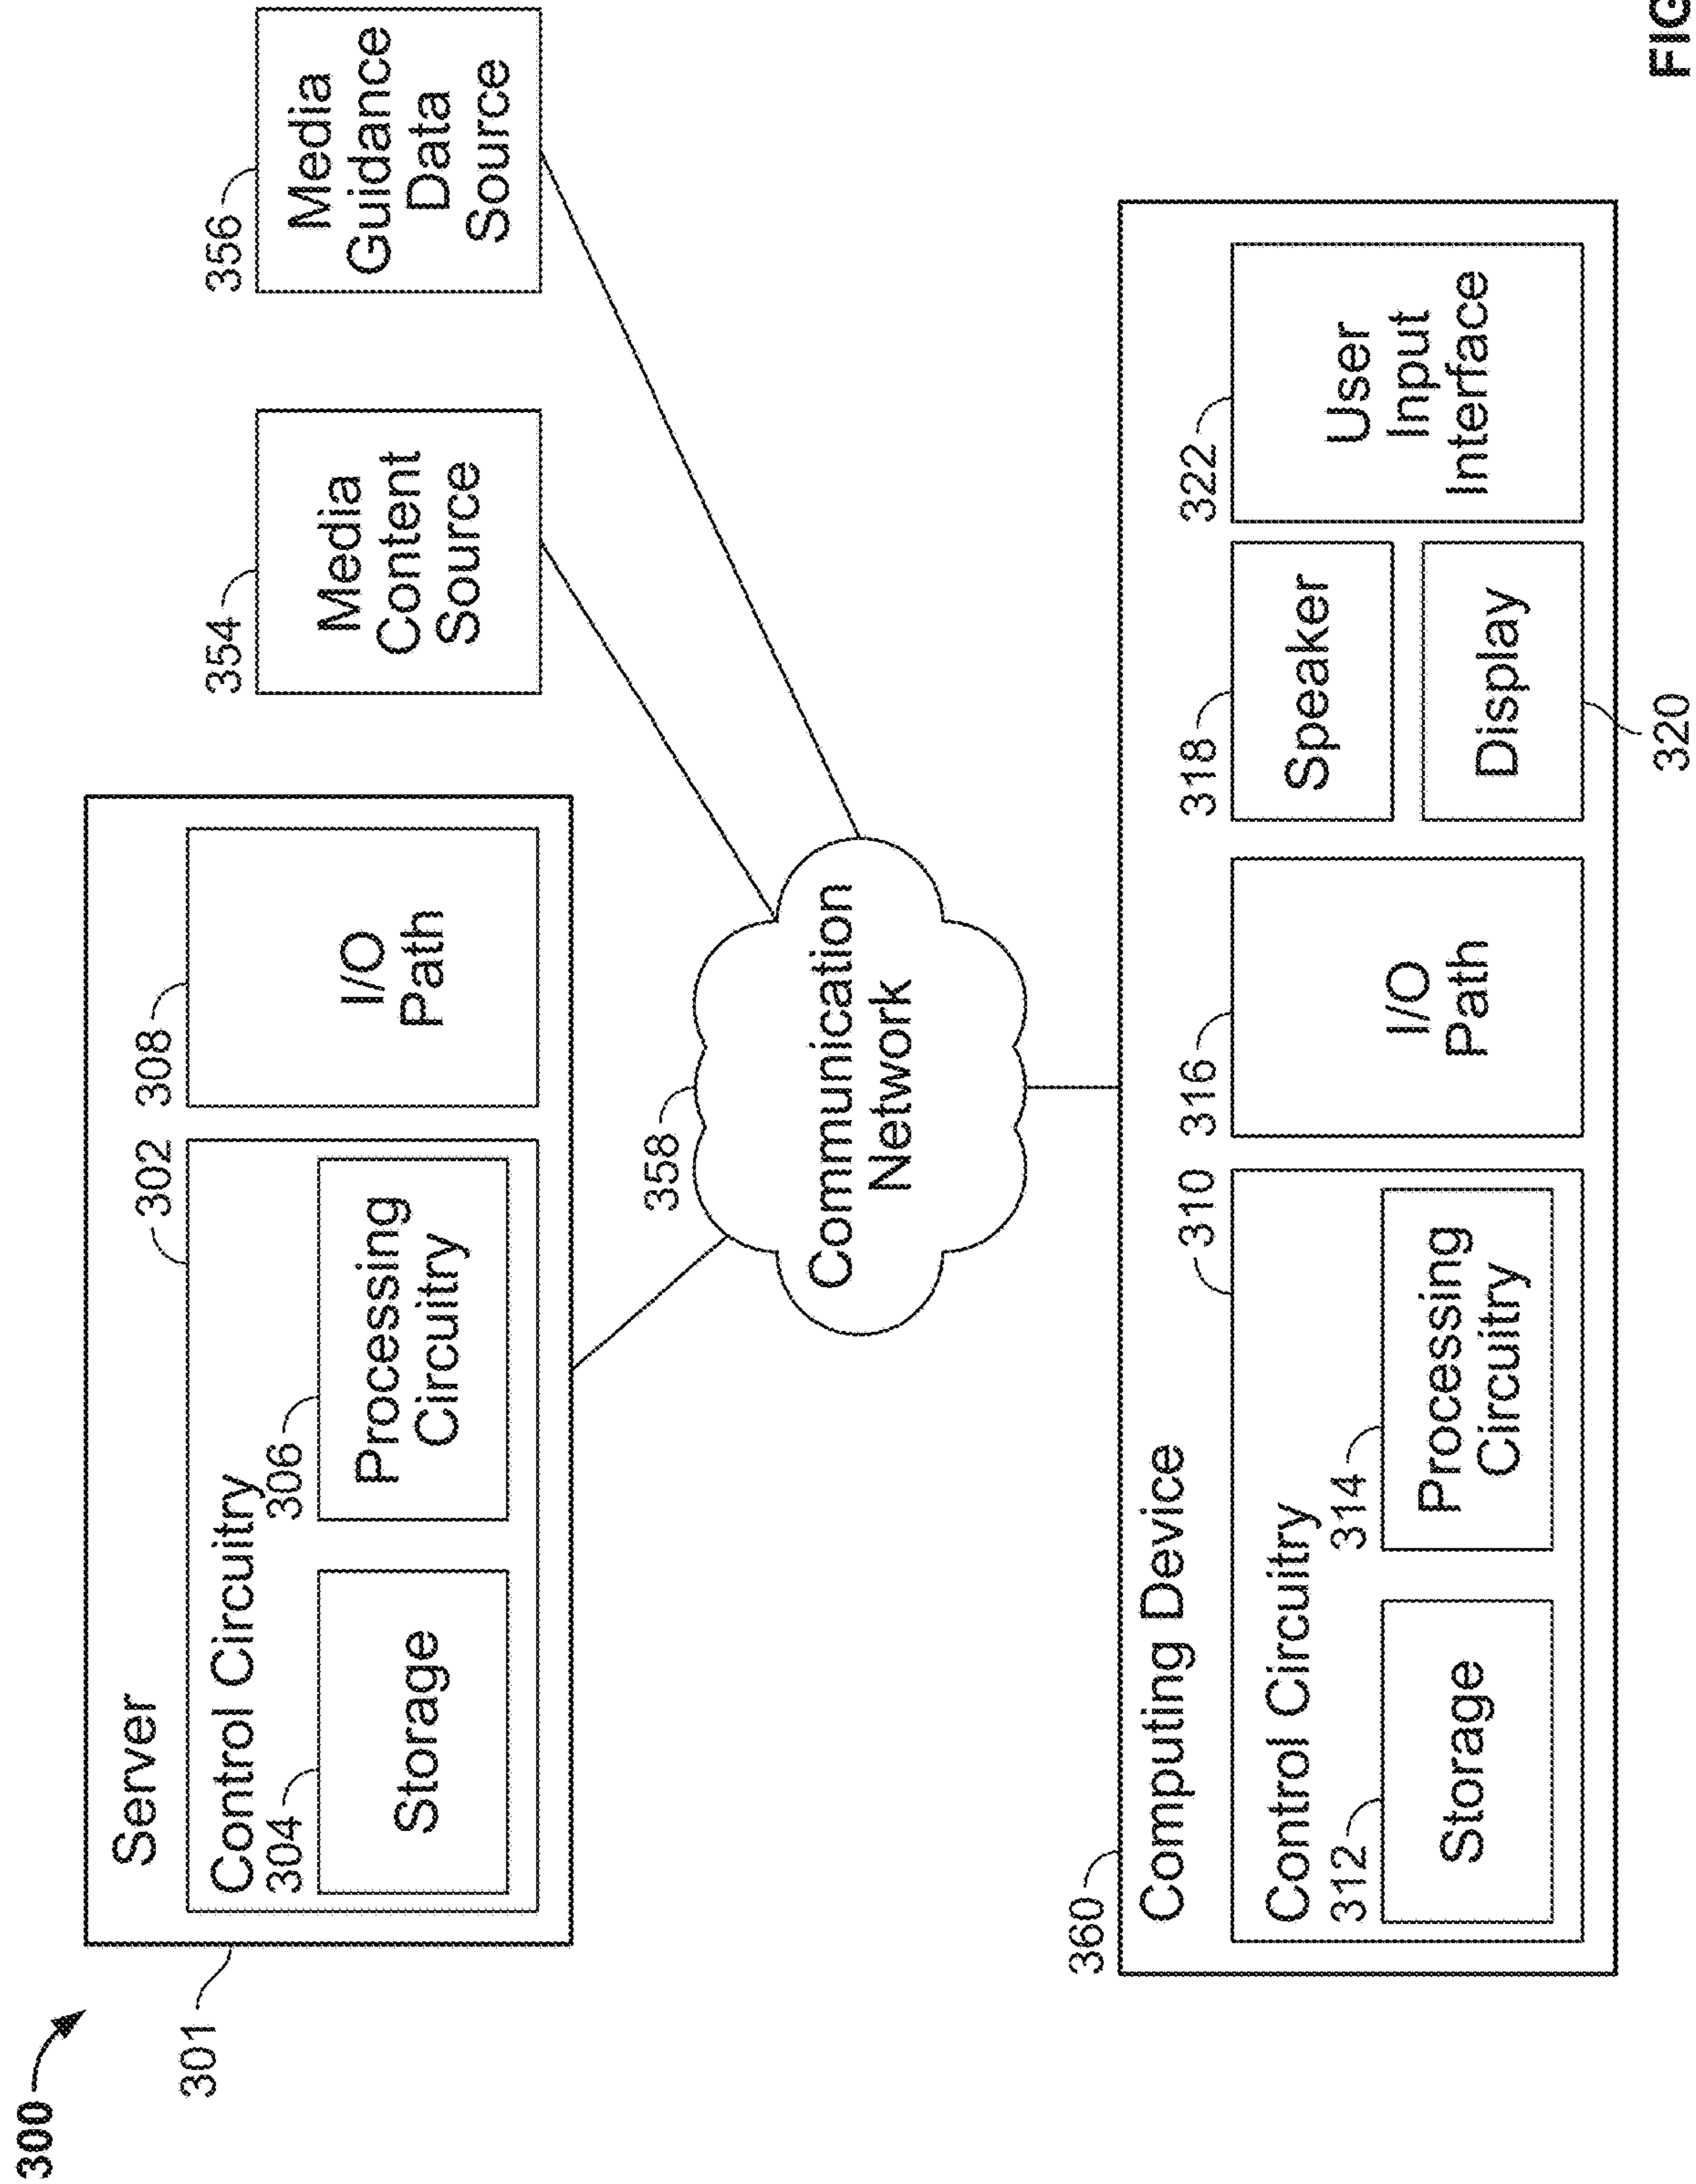 300
301
Server
302
Control Circuitry
304
Storage
306
Processing
Circuitry
308
I/O
Path
354
Media
Content
Source
356
Media
Guidance
Data
Source
358
Communication
Network
360
Computing Device
310
Control Circuitry
312
Storage
314
Processing
Circuitry
316
I/O
Path
318
Speaker
Display
320
322
User
Input
Interface
FIG